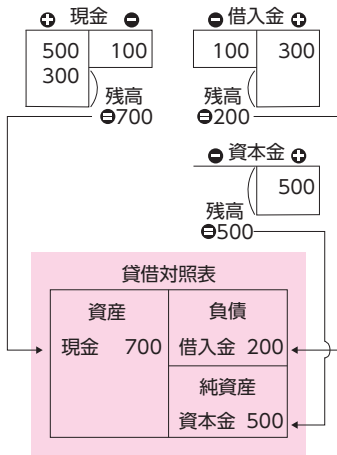 ⊕ 現金 ⊖
500 100
300
残高
⊜700
⊖ 借入金 ⊕
100 300
残高
⊜200
⊖ 資本金 ⊕
500
残高
⊜500
貸借対照表
資産 負債
現金 700 借入金 200
純資産
資本金 500